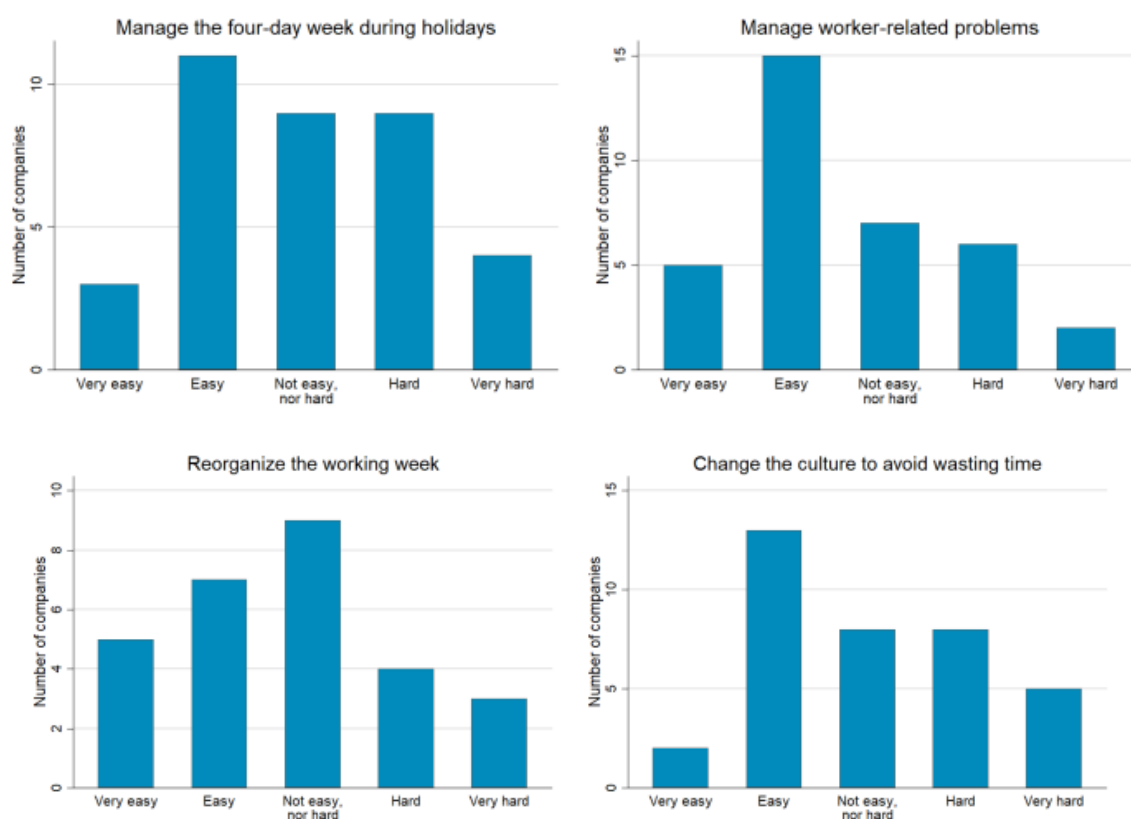 Manage the four-day week during holidays
Number of companies
10
5
0
Very easy
Easy
Not easy,
nor hard
Hard
Very hard
Manage worker-related problems
Number of companies
15
10
5
0
Very easy
Easy
Not easy,
nor hard
Hard
Very hard
Reorganize the working week
Number of companies
10
8
6
4
2
0
Very easy
Easy
Not easy,
nor hard
Hard
Very hard
Change the culture to avoid wasting time
Number of companies
15
10
5
0
Very easy
Easy
Not easy,
nor hard
Hard
Very hard